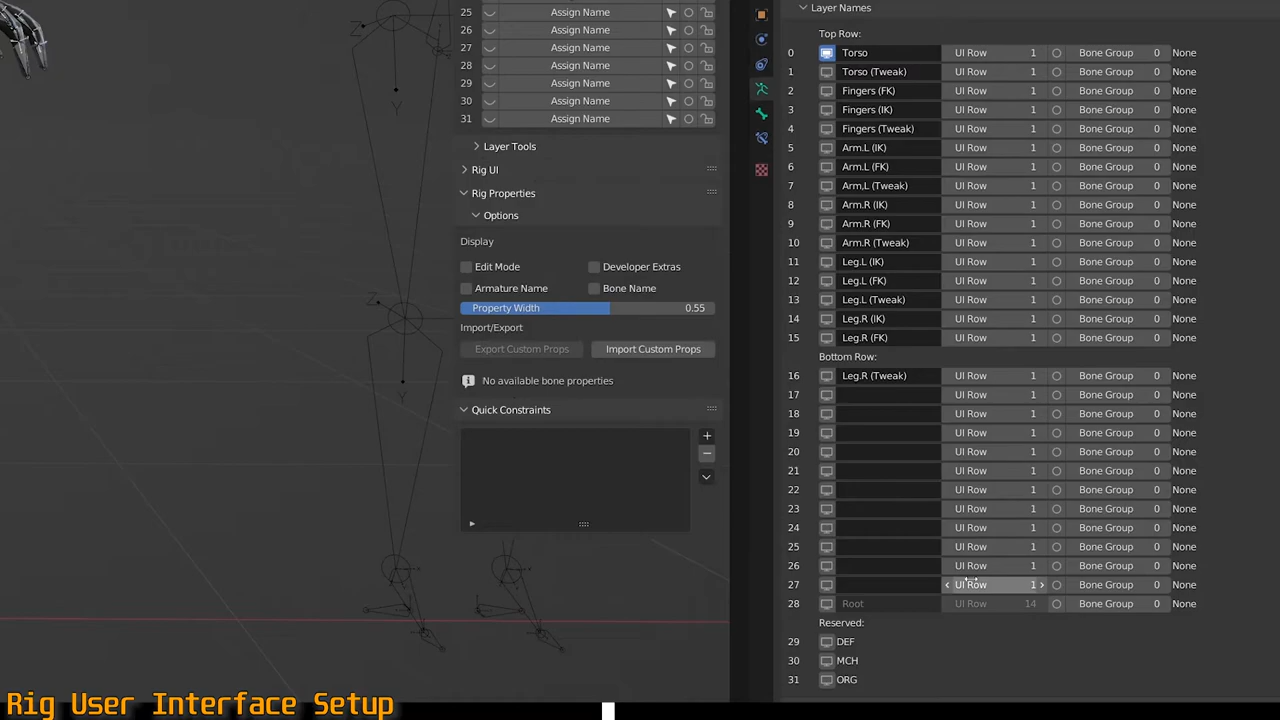 25 Assign Name
26 Assign Name
27 Assign Name
28 Assign Name
29 Assign Name
30 Assign Name
31 Assign Name
Layer Tools
Rig UI
Rig Properties
Options
Display
Edit Mode Developer Extras
Armature Name Bone Name
Property Width 0.55
Import/Export
Export Custom Props Import Custom Props
No available bone properties
Quick Constraints
Z
Y
Z
Y
Layer Names
Top Row:
0 Torso UI Row 1 Bone Group 0 None
1 Torso (Tweak) UI Row 1 Bone Group 0 None
2 Fingers (FK) UI Row 1 Bone Group 0 None
3 Fingers (IK) UI Row 1 Bone Group 0 None
4 Fingers (Tweak) UI Row 1 Bone Group 0 None
5 Arm.L (IK) UI Row 1 Bone Group 0 None
6 Arm.L (FK) UI Row 1 Bone Group 0 None
7 Arm,L (Tweak) UI Row 1 Bone Group 0 None
8 Arm.R (IK) UI Row 1 Bone Group 0 None
9 Arm.R (FK) UI Row 1 Bone Group 0 None
10 Arm.R (Tweak) UI Row 1 Bone Group 0 None
11 Leg.L (IK) UI Row 1 Bone Group 0 None
12 Leg.L (FK) UI Row 1 Bone Group 0 None
13 Leg.L (Tweak) UI Row 1 Bone Group 0 None
14 Leg.R (IK) UI Row 1 Bone Group 0 None
15 Leg.R (FK) UI Row 1 Bone Group 0 None
Bottom Row:
16 Leg.R (Tweak) UI Row 1 Bone Group 0 None
17 UI Row 1 Bone Group 0 None
18 UI Row 1 Bone Group 0 None
19 UI Row 1 Bone Group 0 None
20 UI Row 1 Bone Group 0 None
21 UI Row 1 Bone Group 0 None
22 UI Row 1 Bone Group 0 None
23 UI Row 1 Bone Group 0 None
24 UI Row 1 Bone Group 0 None
25 UI Row 1 Bone Group 0 None
26 UI Row 1 Bone Group 0 None
27 UI Row 1 Bone Group 0 None
28 Root UI Row 14 Bone Group 0 None
Reserved:
29 DEF
30 MCH
31 ORG
Rig User Interface Setup